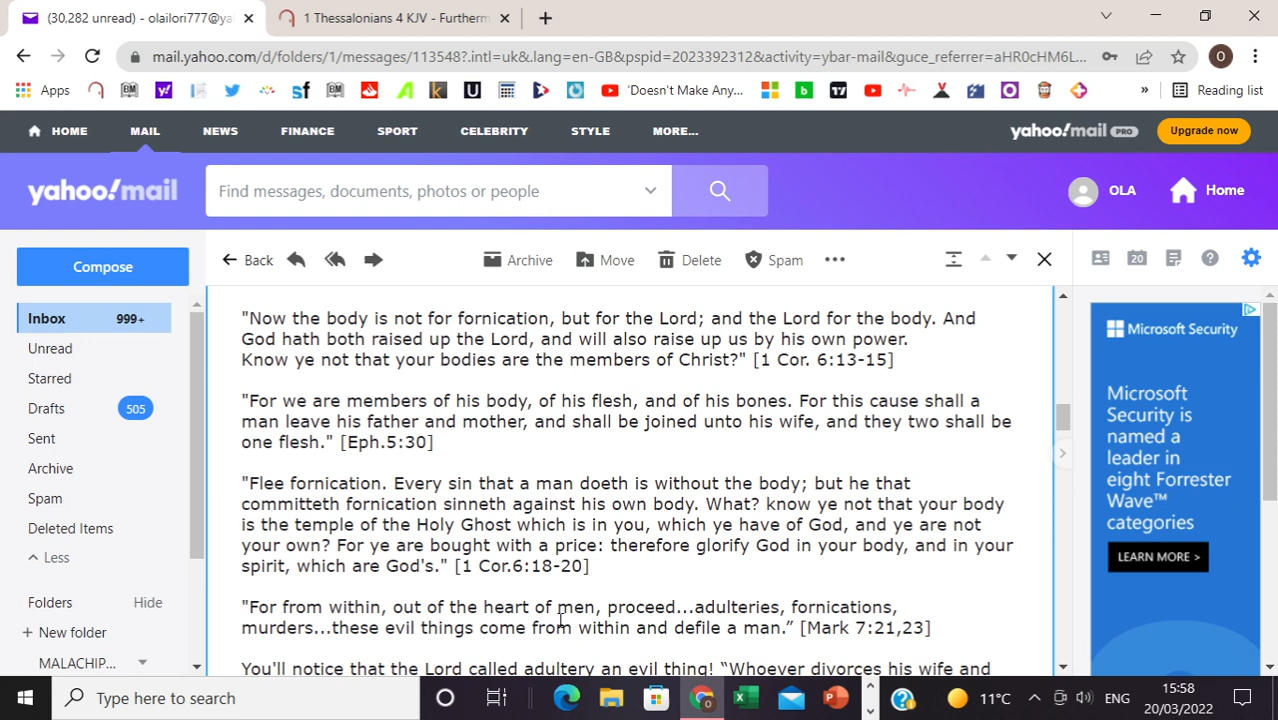 (30,282 unread) - olailori777@ya
1 Thessalonians 4 KJV - Furtherm
mail.yahoo.com/d/folders/1/messages/113548?.intl=uk&.lang=en-GB&pspid=2023392312&activity=ybar-mail&guce_referrer=aHR0cHM6L...
Apps
'Doesn't Make Any...
Reading list
HOME MAIL NEWS FINANCE SPORT CELEBRITY STYLE MORE...
yahoo!mail PRO
Upgrade now
yahoo!mail
Find messages, documents, photos or people
OLA
Home
Compose
Back
Archive
Move
Delete
Spam
Inbox 999+
Unread
Starred
Drafts 505
Sent
Archive
Spam
Deleted Items
Less
Folders Hide
+ New folder
MALACHIP...
"Now the body is not for fornication, but for the Lord; and the Lord for the body. And
God hath both raised up the Lord, and will also raise up us by his own power.
Know ye not that your bodies are the members of Christ?" [1 Cor. 6:13-15]
"For we are members of his body, of his flesh, and of his bones. For this cause shall a
man leave his father and mother, and shall be joined unto his wife, and they two shall be
one flesh." [Eph.5:30]
"Flee fornication. Every sin that a man doeth is without the body; but he that
committeth fornication sinneth against his own body. What? know ye not that your body
is the temple of the Holy Ghost which is in you, which ye have of God, and ye are not
your own? For ye are bought with a price: therefore glorify God in your body, and in your
spirit, which are God's." [1 Cor.6:18-20]
"For from within, out of the heart of men, proceed...adulteries, fornications,
murders...these evil things come from within and defile a man.” [Mark 7:21,23]
You'll notice that the Lord called adultery an evil thing! “Whoever divorces his wife and
Microsoft Security
Microsoft
Security is
named a
leader in
eight Forrester
Wave™
categories
LEARN MORE >
Type here to search
11°C
ENG
15:58
20/03/2022